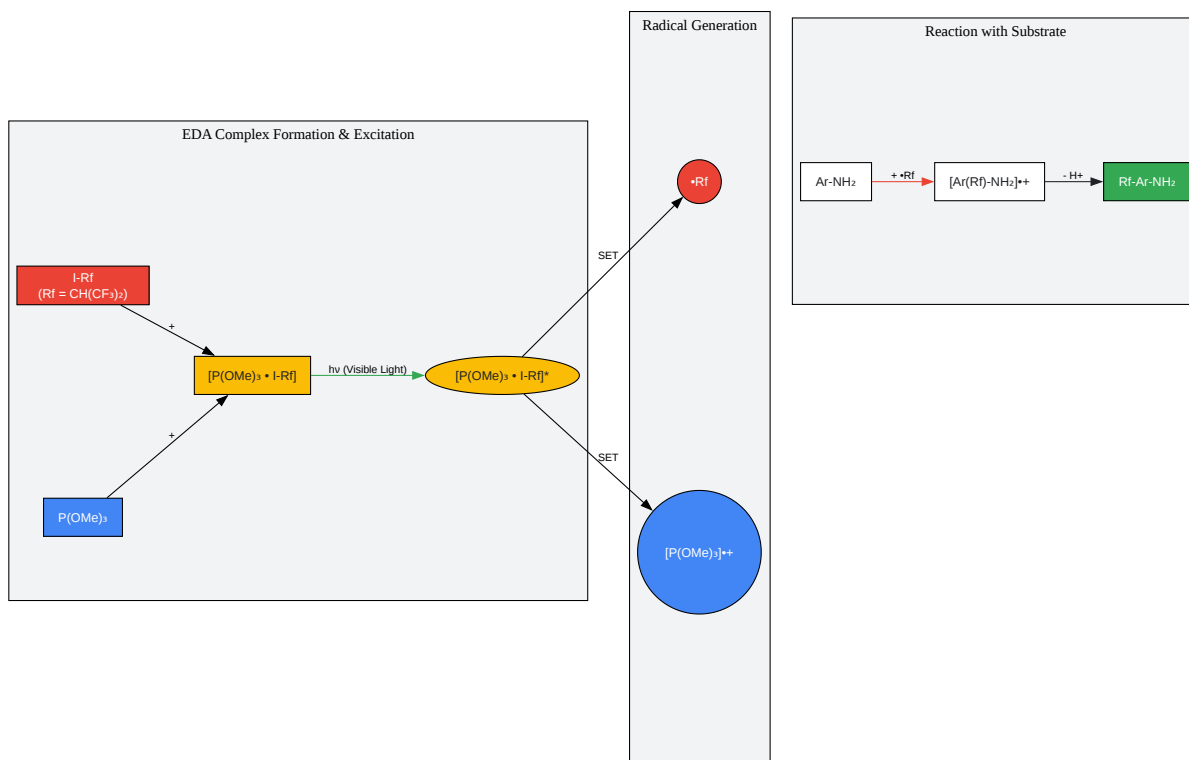 EDA Complex Formation & Excitation
I-Rf
(Rf = CH(CF₃)₂)
+
[P(OMe)₃ • I-Rf]
hν (Visible Light)
[P(OMe)₃ • I-Rf]*
+
P(OMe)₃
Radical Generation
•Rf
SET
SET
[P(OMe)₃]•+
Reaction with Substrate
Ar-NH₂
+ •Rf
[Ar(Rf)-NH₂]•+
- H+
Rf-Ar-NH₂